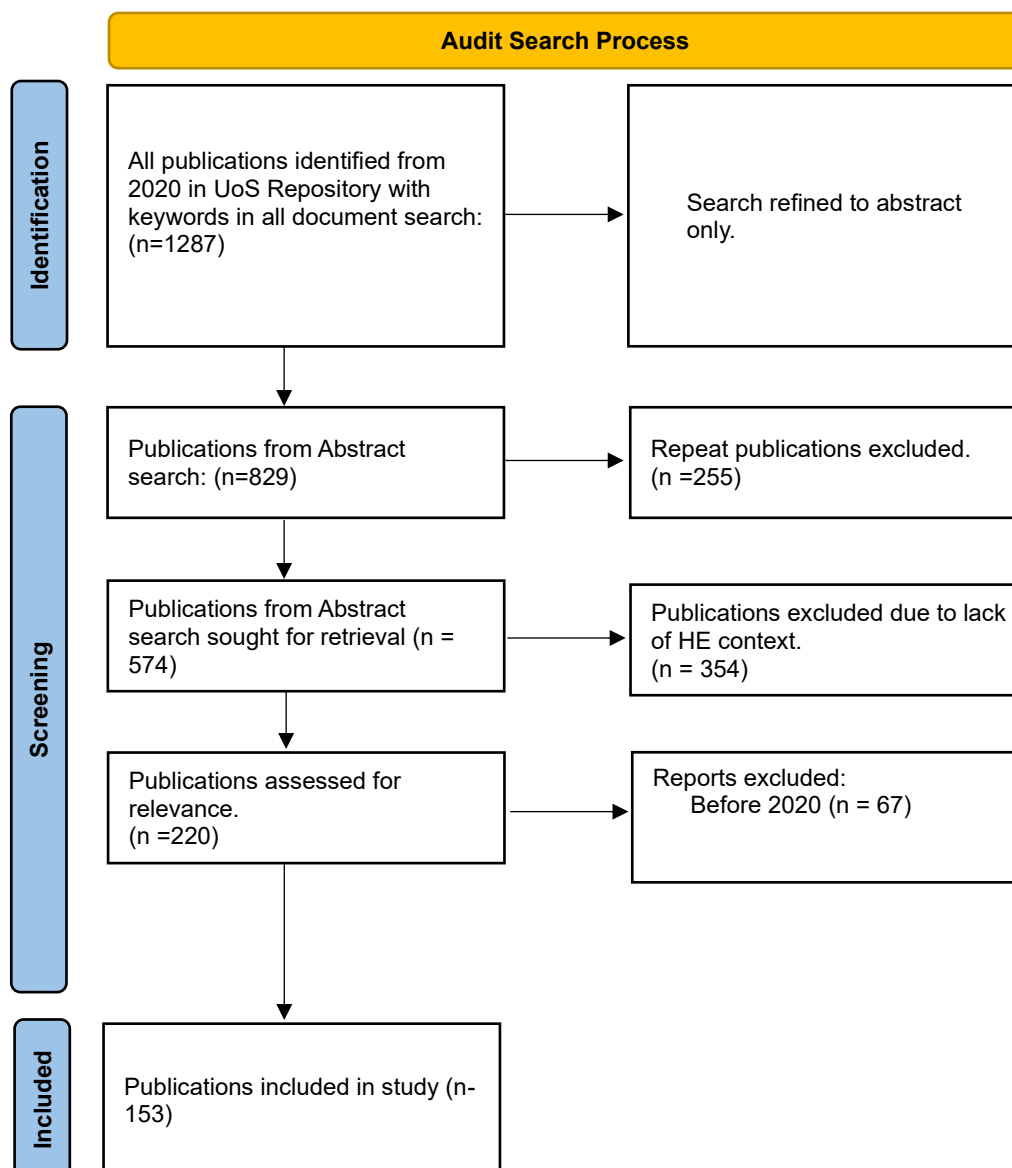 Audit Search Process
Identification
All publications identified from
2020 in UoS Repository with
keywords in all document search:
(n=1287)
Search refined to abstract
only.
Screening
Publications from Abstract
search: (n=829)
Repeat publications excluded.
(n =255)
Publications from Abstract
search sought for retrieval (n =
574)
Publications excluded due to lack
of HE context.
(n = 354)
Publications assessed for
relevance.
(n =220)
Reports excluded:
Before 2020 (n = 67)
Included
Publications included in study (n-
153)